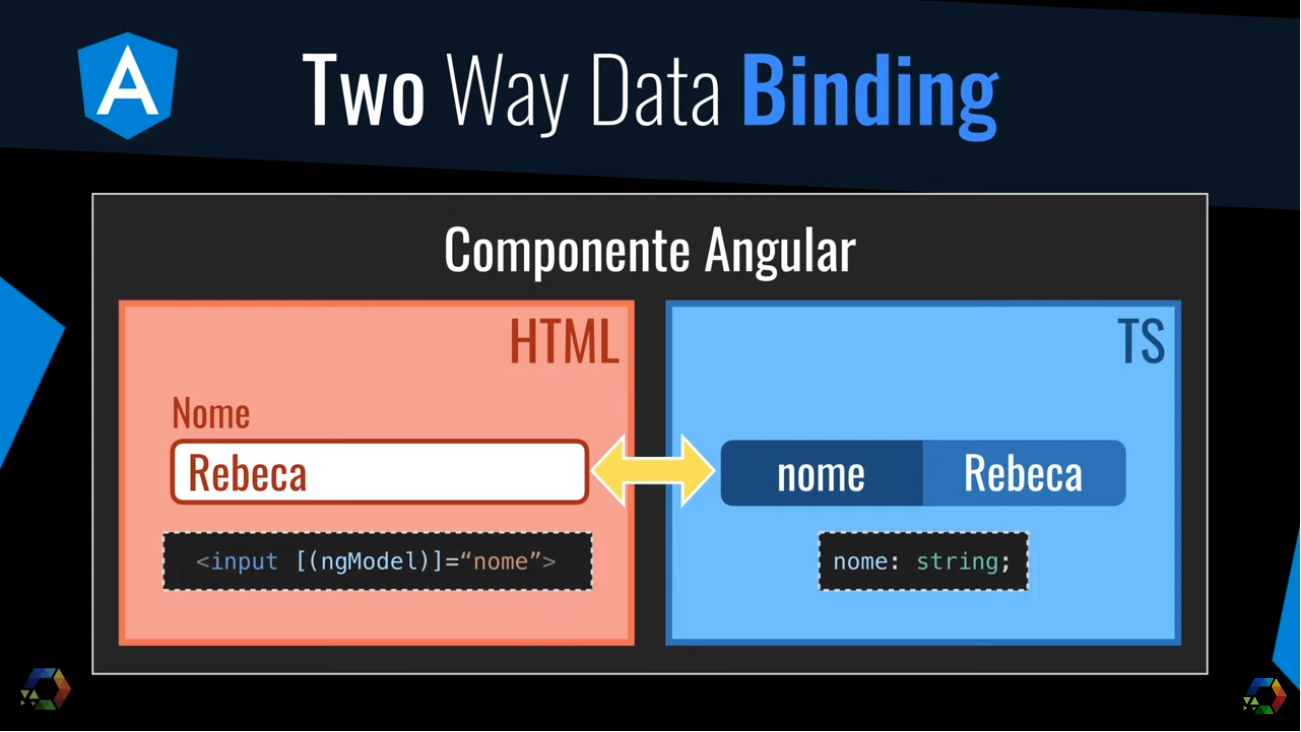 A
Two Way Data Binding
Componente Angular
HTML
Nome
Rebeca
<input [(ngModel)]=“nome”>
TS
nome Rebeca
nome: string;